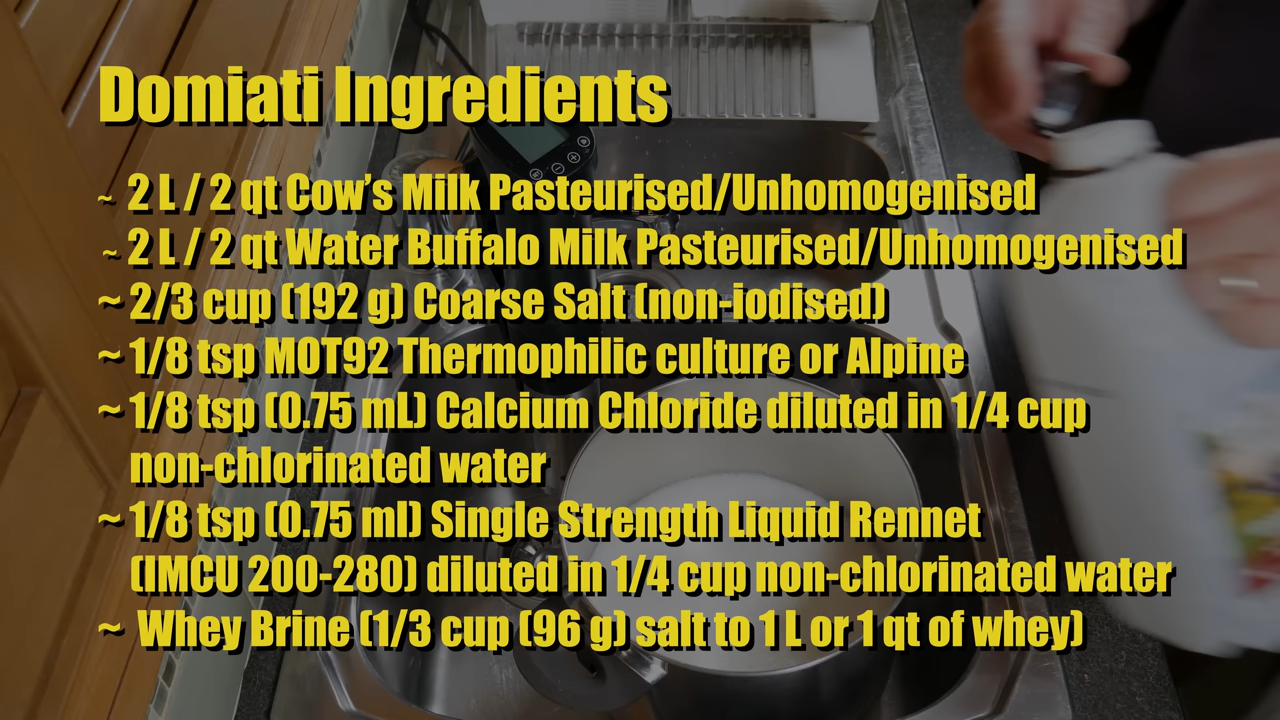 Domiati Ingredients
~ 2 L / 2 qt Cow's Milk Pasteurised/Unhomogenised
~ 2 L / 2 qt Water Buffalo Milk Pasteurised/Unhomogenised
~ 2/3 cup (192 g) Coarse Salt (non-iodised)
~ 1/8 tsp MOT92 Thermophilic culture or Alpine
~ 1/8 tsp (0.75 mL) Calcium Chloride diluted in 1/4 cup
non-chlorinated water
~ 1/8 tsp (0.75 ml) Single Strength Liquid Rennet
(IMCU 200-280) diluted in 1/4 cup non-chlorinated water
~ Whey Brine (1/3 cup (96 g) salt to 1 L or 1 qt of whey)